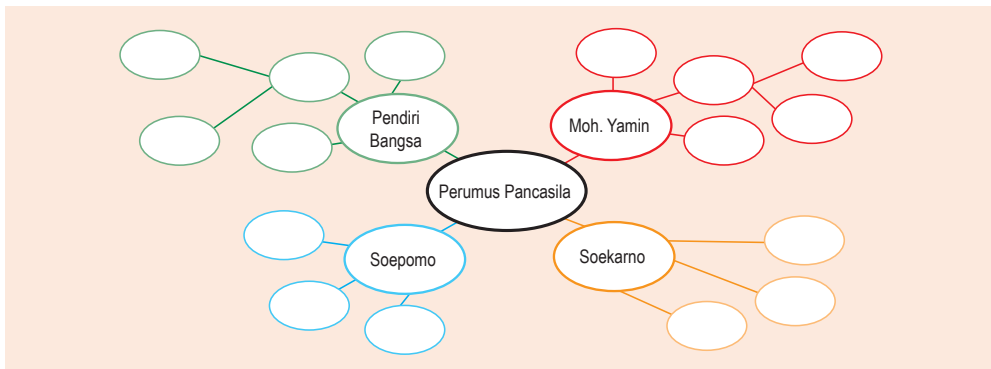 Pendiri
Bangsa
Moh. Yamin
Perumus Pancasila
Soepomo
Soekarno